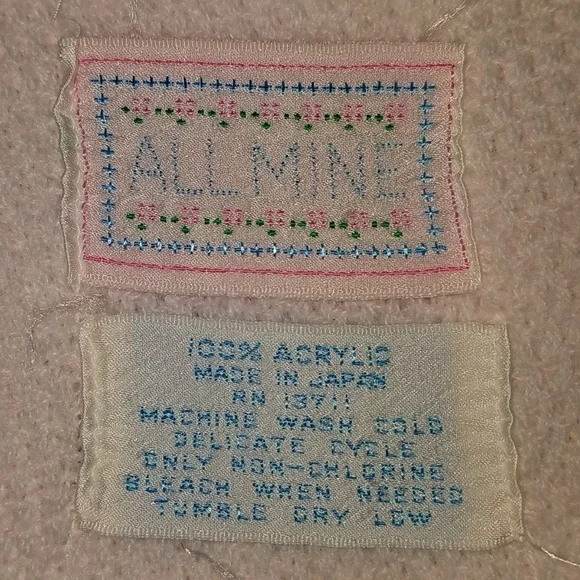 ALL MINE
100% ACRYLIC
MADE IN JAPAN
RN 13711
MACHINE WASH COLD
DELICATE CYCLE
ONLY NON-CHLORINE
BLEACH WHEN NEEDED
TUMBLE DRY LOW